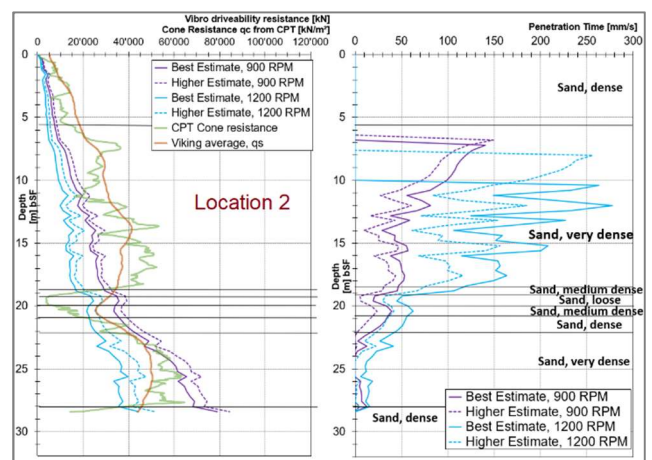 Vibro driveability resistance [kN]
Cone Resistance qc from CPT [kN/m²]
0 20'000 40'000 60'000 80'000 100'000 120'000
0
5
10
15
20
25
30
Depth
[m] bSF
Best Estimate, 900 RPM
Higher Estimate, 900 RPM
Best Estimate, 1200 RPM
Higher Estimate, 1200 RPM
CPT Cone resistance
Viking average, qs
Location 2
Penetration Time [mm/s]
0 50 100 150 200 250 300
0
5
10
15
20
25
30
Depth
[m] bSF
Sand, dense
Sand, very dense
Sand, medium dense
Sand, loose
Sand, medium dense
Sand, dense
Sand, very dense
Sand, dense
Best Estimate, 900 RPM
Higher Estimate, 900 RPM
Best Estimate, 1200 RPM
Higher Estimate, 1200 RPM